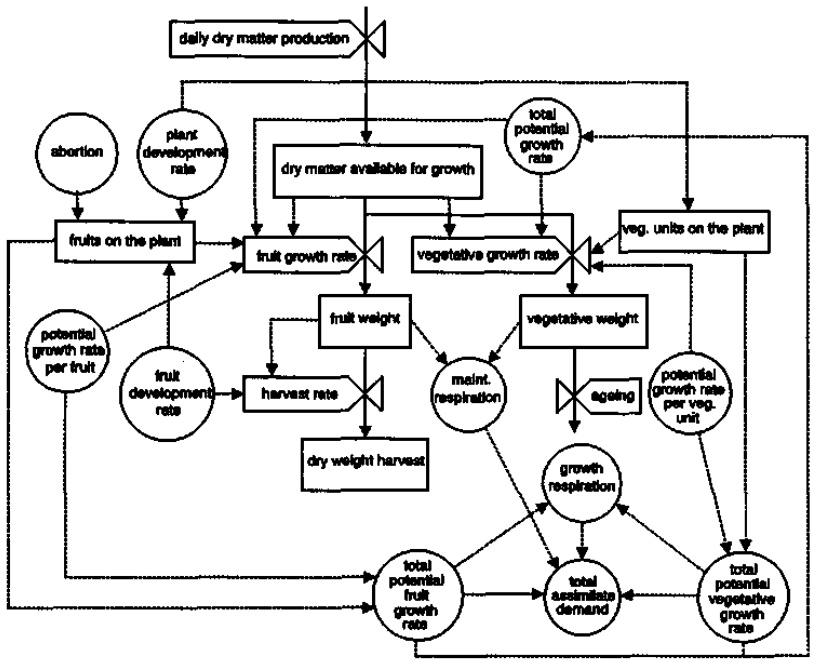 daily dry matter production
abortion
plant
development
rate
total
potential
growth
rate
dry matter available for growth
fruits on the plant
fruit growth rate
vegetative growth rate
veg. units on the plant
fruit weight
vegetative weight
potential
growth rate
per fruit
fruit
development
rate
harvest rate
maint.
respiration
ageing
potential
growth rate
per veg.
unit
dry weight harvest
growth
respiration
total
potential
fruit
growth
rate
total
assimilate
demand
total
potential
vegetative
growth
rate